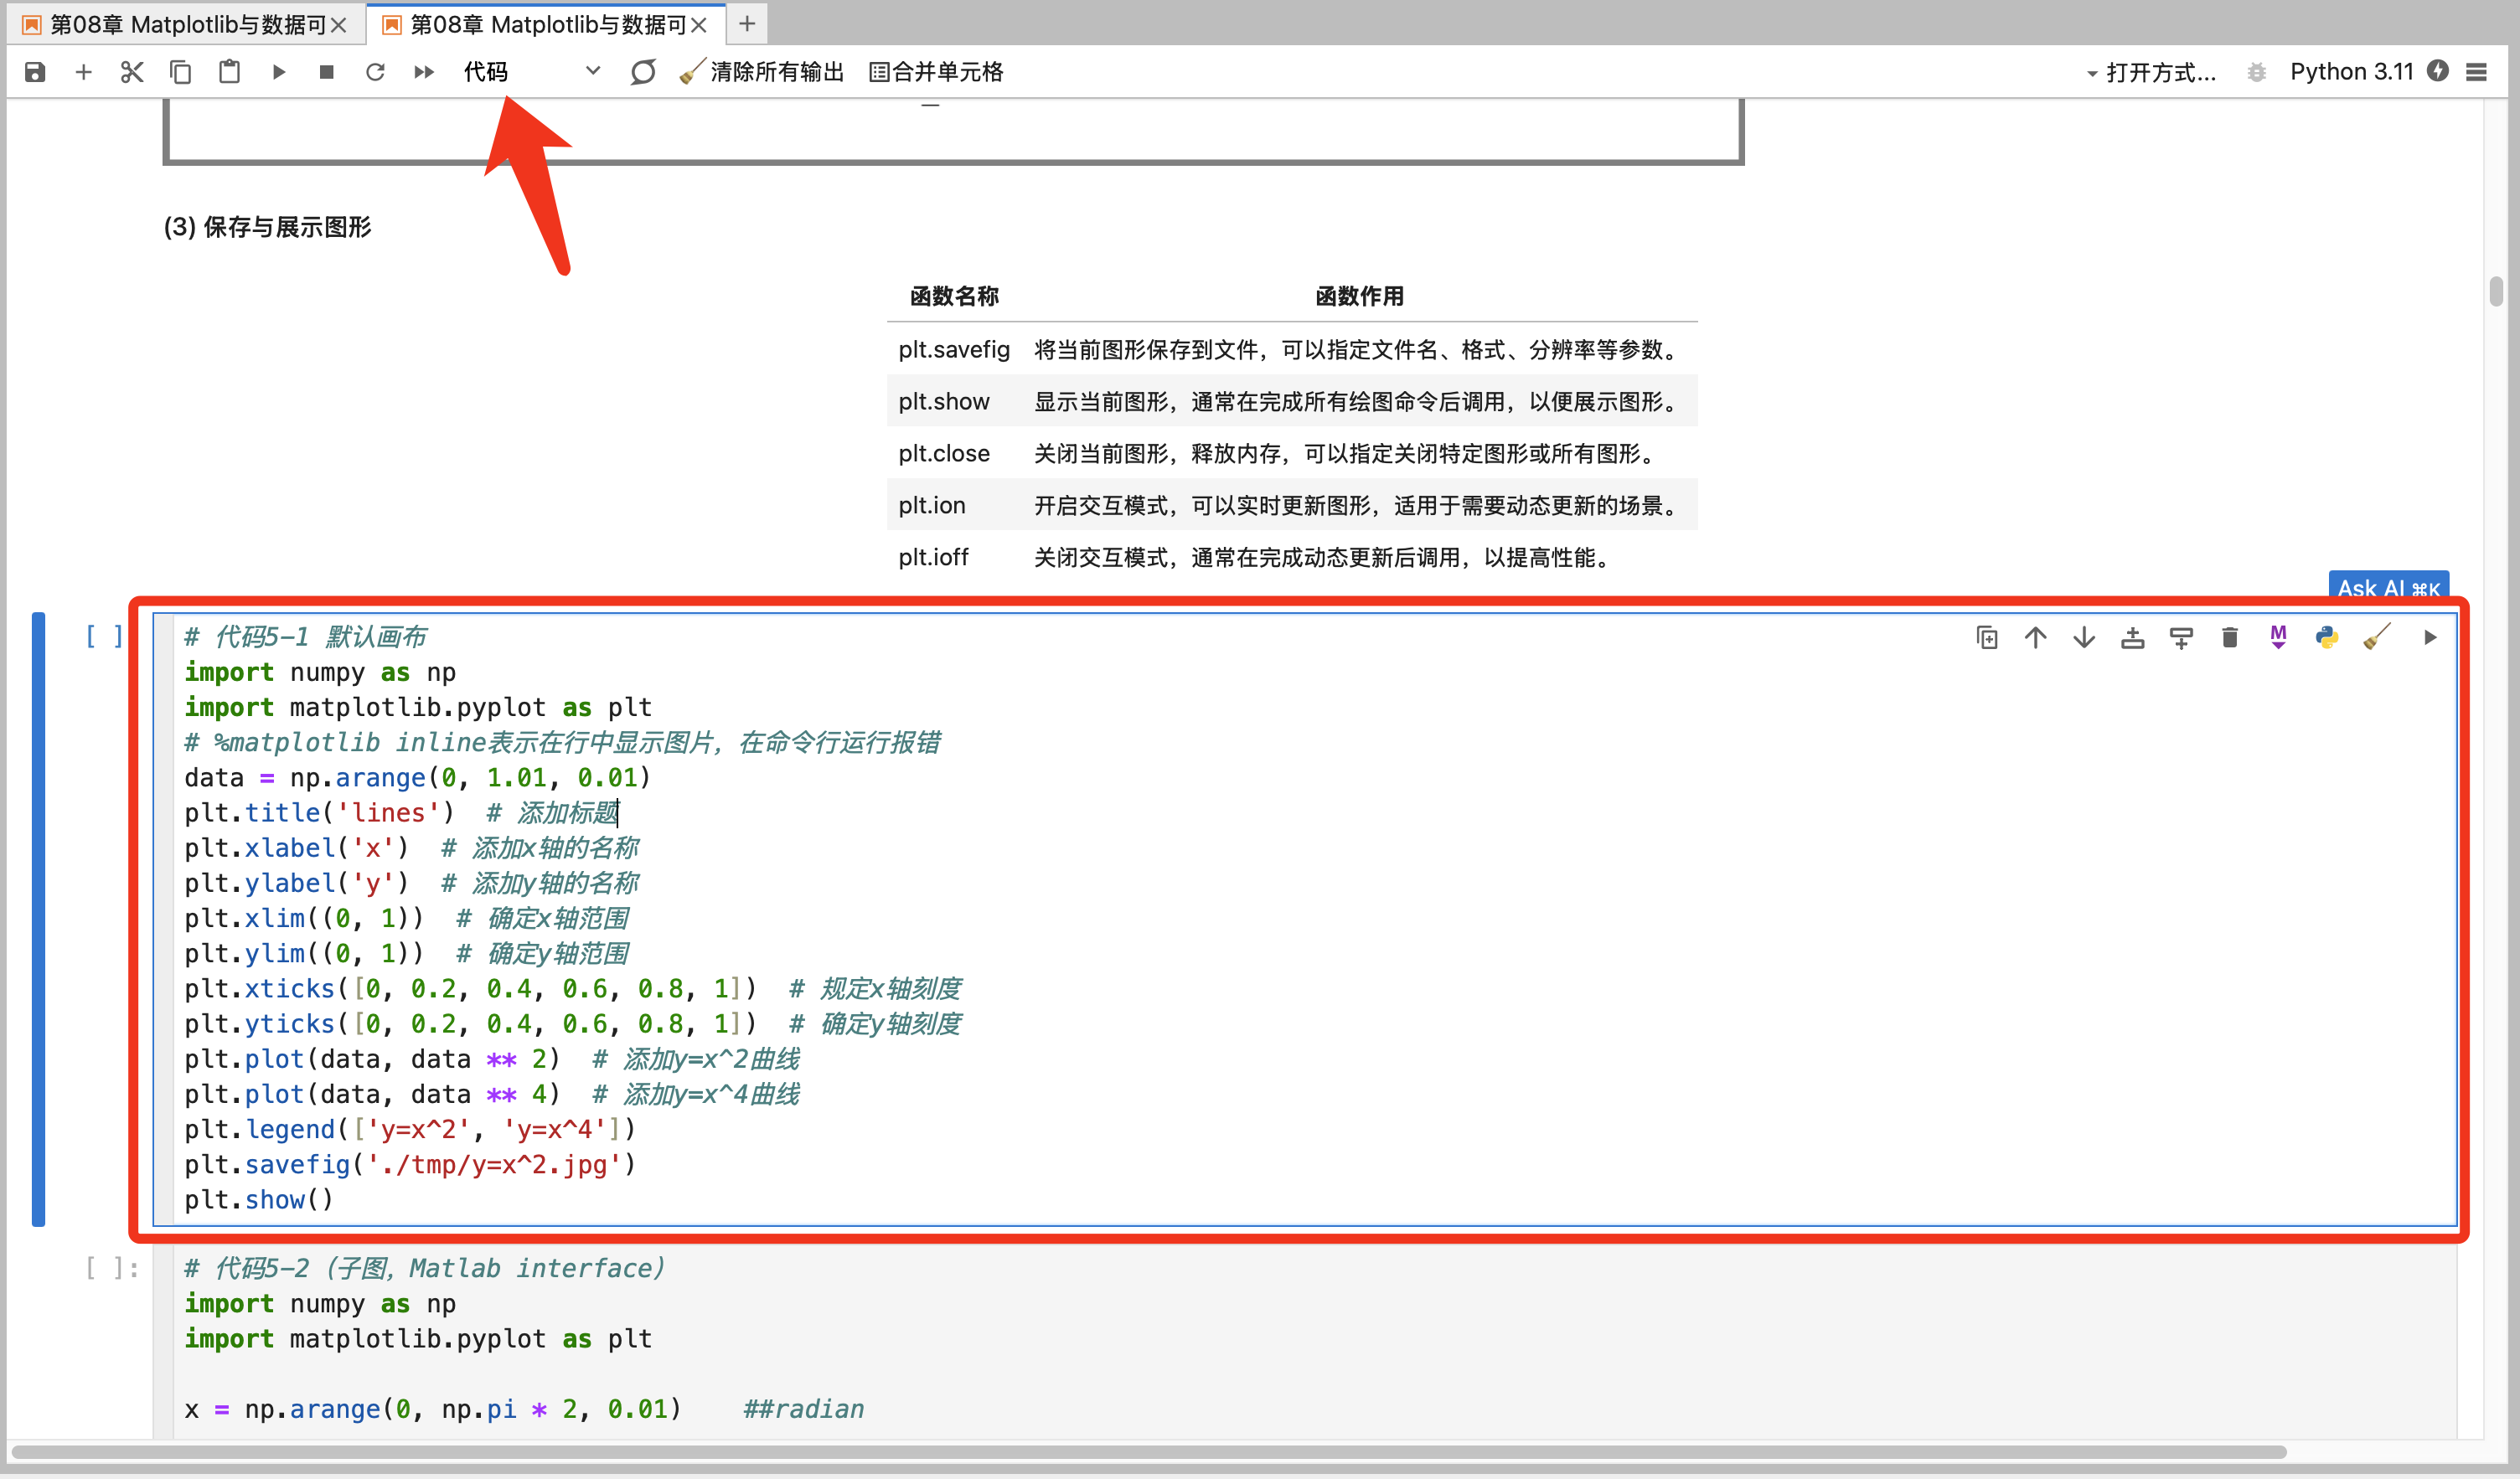 第08章 Matplotlib与数据可
第08章 Matplotlib与数据可
代码
清除所有输出
合并单元格
打开方式...
Python 3.11
(3) 保存与展示图形
函数名称 函数作用
plt.savefig 将当前图形保存到文件，可以指定文件名、格式、分辨率等参数。
plt.show 显示当前图形，通常在完成所有绘图命令后调用，以便展示图形。
plt.close 关闭当前图形，释放内存，可以指定关闭特定图形或所有图形。
plt.ion 开启交互模式，可以实时更新图形，适用于需要动态更新的场景。
plt.ioff 关闭交互模式，通常在完成动态更新后调用，以提高性能。
Ask AI ⌘K
[ ]
# 代码5-1 默认画布
import numpy as np
import matplotlib.pyplot as plt
# %matplotlib inline表示在行中显示图片，在命令行运行报错
data = np.arange(0, 1.01, 0.01)
plt.title('lines')  # 添加标题
plt.xlabel('x')  # 添加x轴的名称
plt.ylabel('y')  # 添加y轴的名称
plt.xlim((0, 1))  # 确定x轴范围
plt.ylim((0, 1))  # 确定y轴范围
plt.xticks([0, 0.2, 0.4, 0.6, 0.8, 1])  # 规定x轴刻度
plt.yticks([0, 0.2, 0.4, 0.6, 0.8, 1])  # 确定y轴刻度
plt.plot(data, data ** 2)  # 添加y=x^2曲线
plt.plot(data, data ** 4)  # 添加y=x^4曲线
plt.legend(['y=x^2', 'y=x^4'])
plt.savefig('./tmp/y=x^2.jpg')
plt.show()
[ ]:
# 代码5-2（子图，Matlab interface）
import numpy as np
import matplotlib.pyplot as plt
x = np.arange(0, np.pi * 2, 0.01)    ##radian